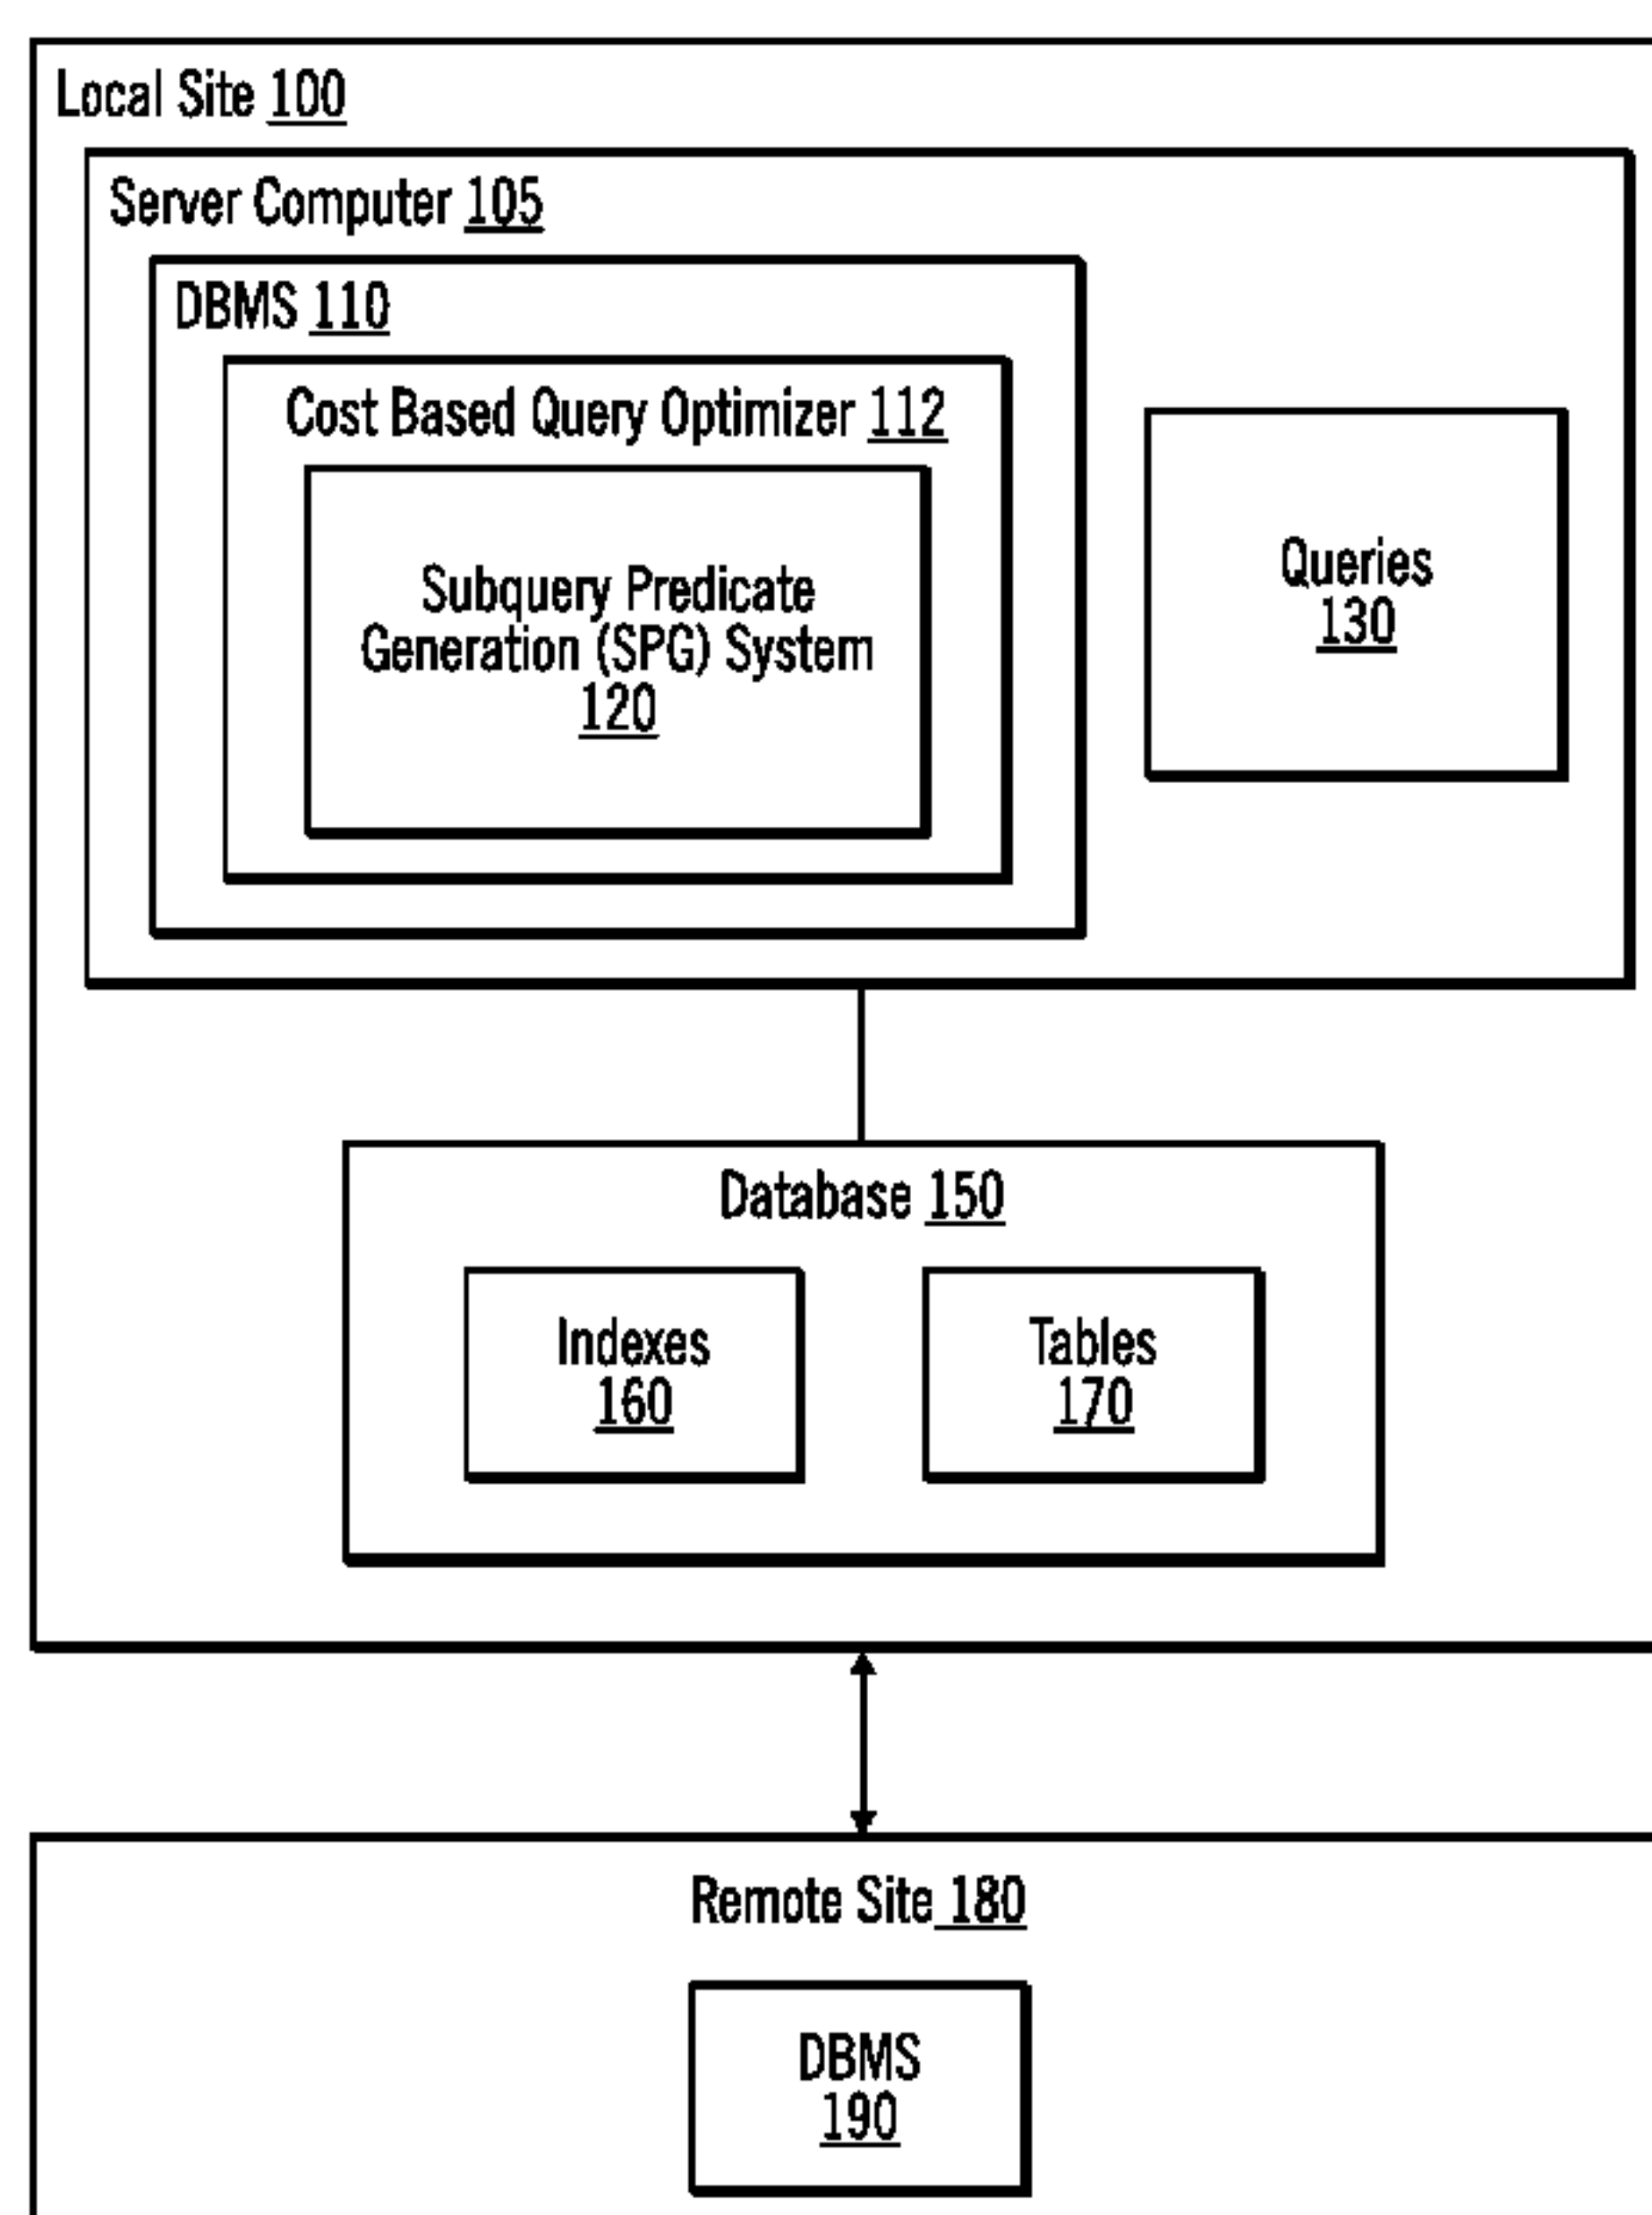 Local Site 100
Server Computer 105
DBMS 110
Cost Based Query Optimizer 112
Subquery Predicate
Generation (SPG) System
120
Queries
130
Database 150
Indexes
160
Tables
170
Remote Site 180
DBMS
190